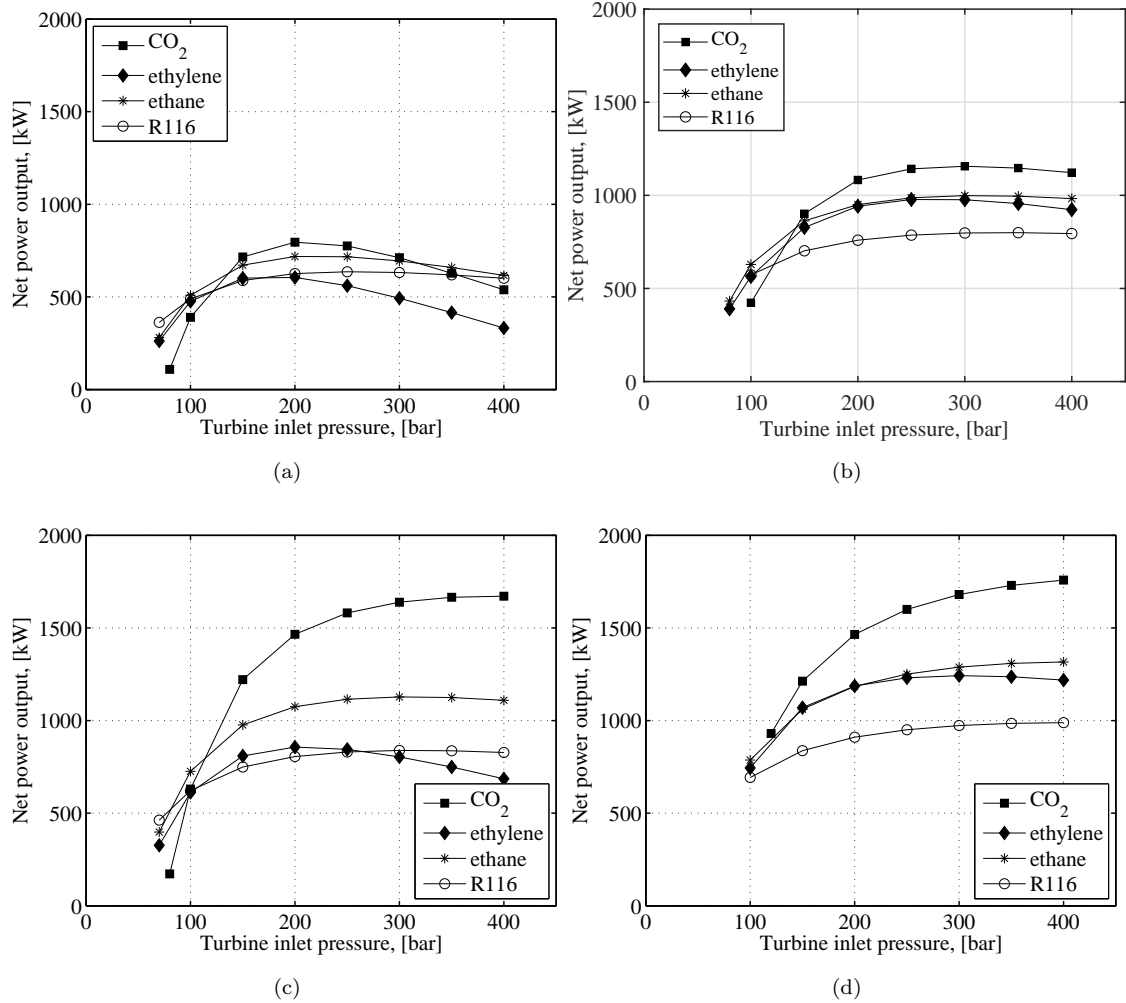 2000
1500
1000
500
0
0 100 200 300 400
Net power output, [kW]
Turbine inlet pressure, [bar]
CO2
ethylene
ethane
R116
(a)
2000
1500
1000
500
0
0 100 200 300 400
Net power output, [kW]
Turbine inlet pressure, [bar]
CO2
ethylene
ethane
R116
(b)
2000
1500
1000
500
0
0 100 200 300 400
Net power output, [kW]
Turbine inlet pressure, [bar]
CO2
ethylene
ethane
R116
(c)
2000
1500
1000
500
0
0 100 200 300 400
Net power output, [kW]
Turbine inlet pressure, [bar]
CO2
ethylene
ethane
R116
(d)